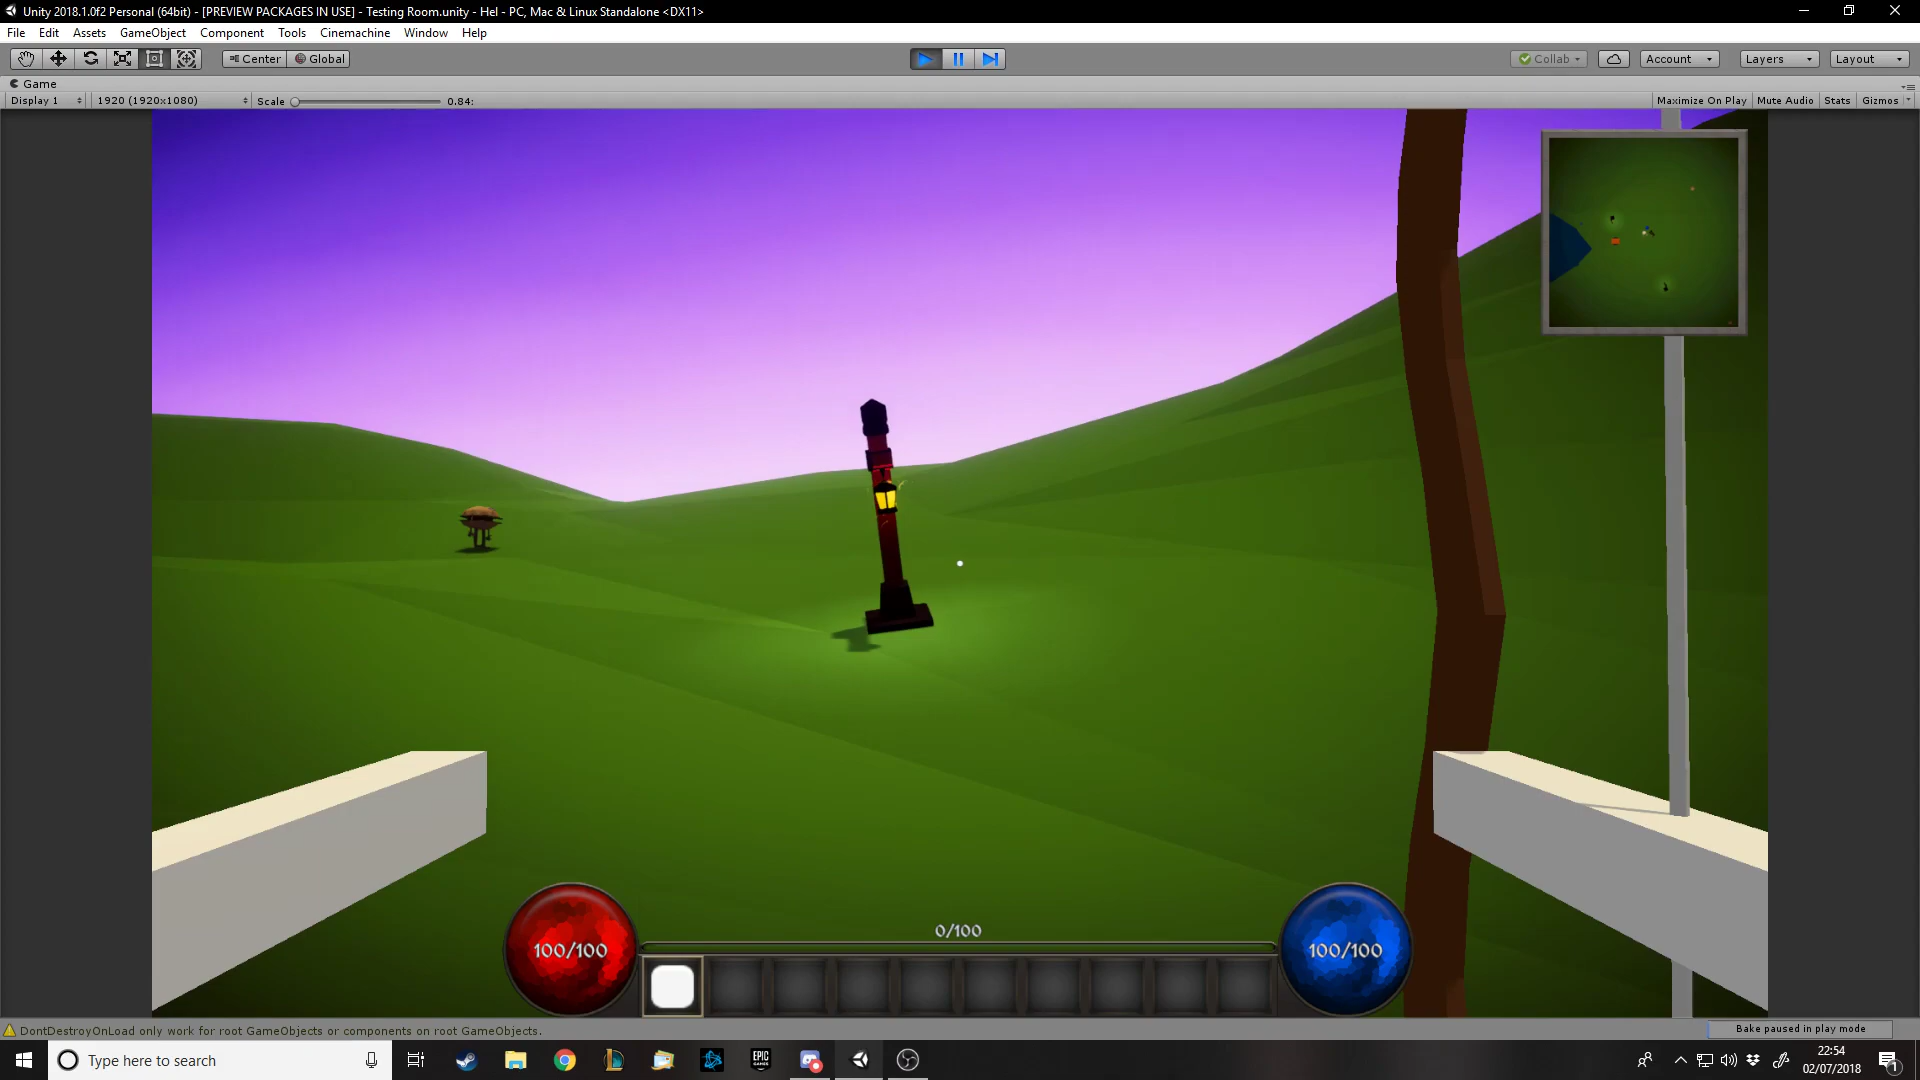 Unity 2018.1.0f2 Personal (64bit) - [PREVIEW PACKAGES IN USE] - Testing Room.unity - Hel - PC, Mac & Linux Standalone <DX11>
File Edit Assets GameObject Component Tools Cinemachine Window Help
Center Global Collab Account Layers Layout
Game
Display 1 1920 (1920x1080) Scale 0.84: Maximize On Play Mute Audio Stats Gizmos
0/100
100/100 100/100
DontDestroyOnLoad only work for root GameObjects or components on root GameObjects.
Bake paused in play mode
Type here to search
EPIC GAMES
22:54
02/07/2018
1